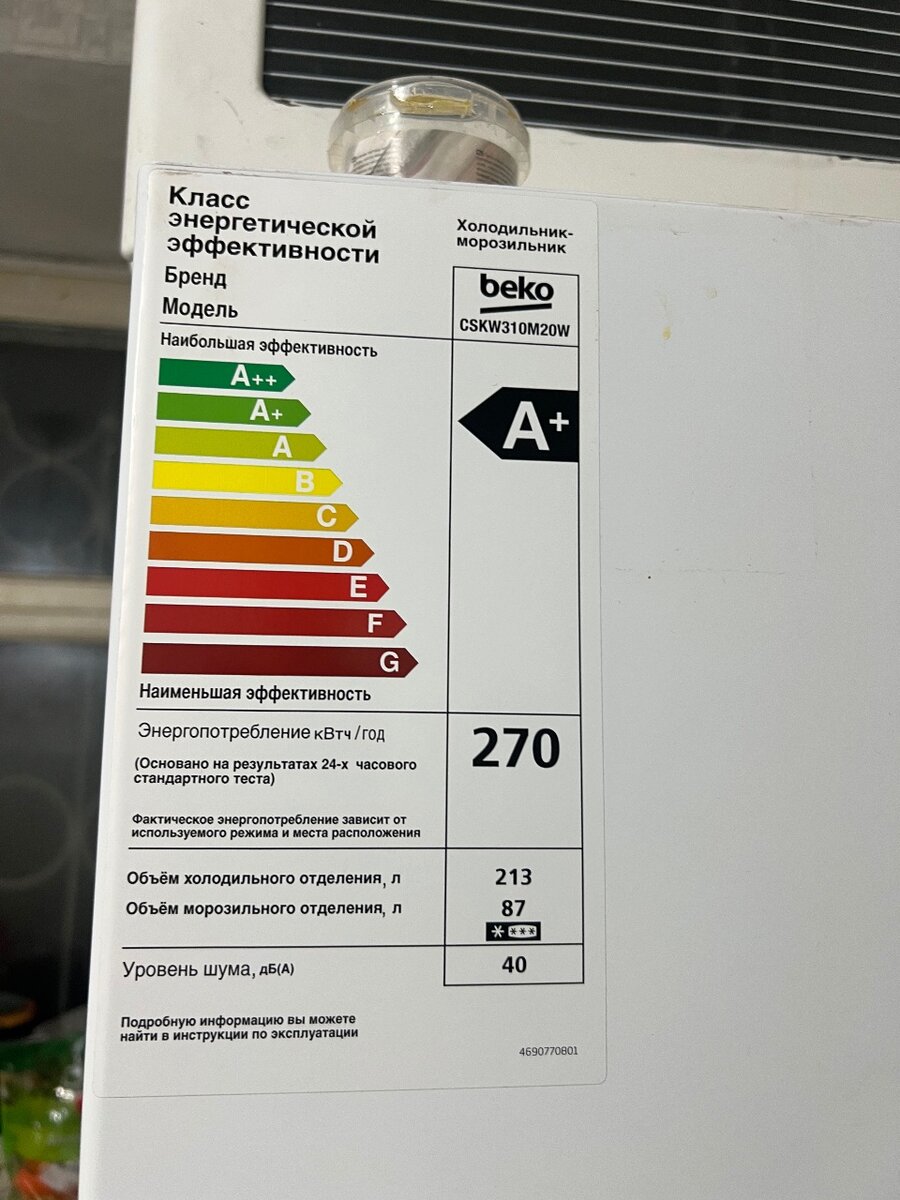 Класс
энергетической
эффективности
Холодильник-
морозильник
Бренд
beko
Модель
CSKW310M20W
Наибольшая эффективность
A++
A+
A+
A
B
C
D
E
F
G
Наименьшая эффективность
Энергопотребление кВтч/год
270
(Основано на результатах 24-х часового
стандартного теста)
Фактическое энергопотребление зависит от
используемого режима и места расположения
Объём холодильного отделения, л
213
Объём морозильного отделения, л
87
Уровень шума, дБ(А)
40
Подробную информацию вы можете
найти в инструкции по эксплуатации
4690770801